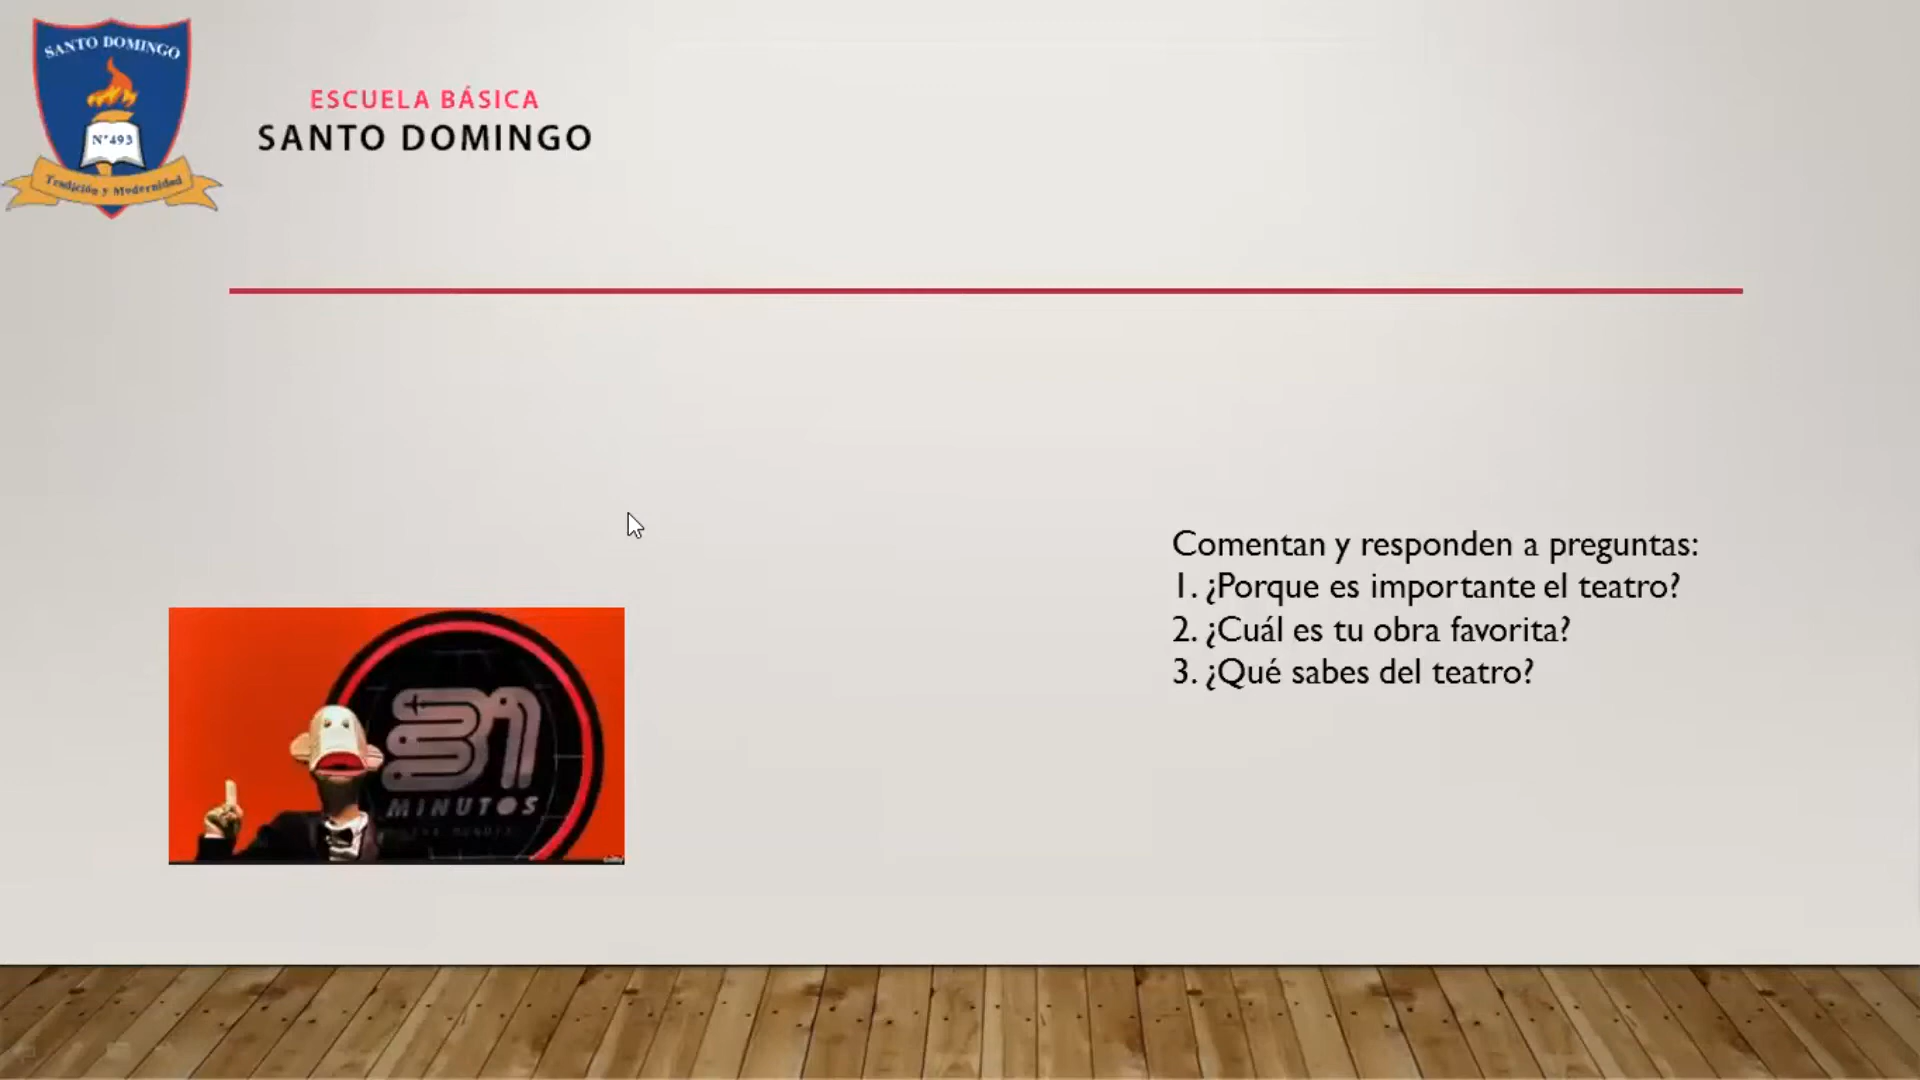 SANTO DOMINGO
N°493
Tradición y Modernidad
ESCUELA BÁSICA
SANTO DOMINGO
Comentan y responden a preguntas:
1. ¿Porque es importante el teatro?
2. ¿Cuál es tu obra favorita?
3. ¿Qué sabes del teatro?
31
MINUTOS